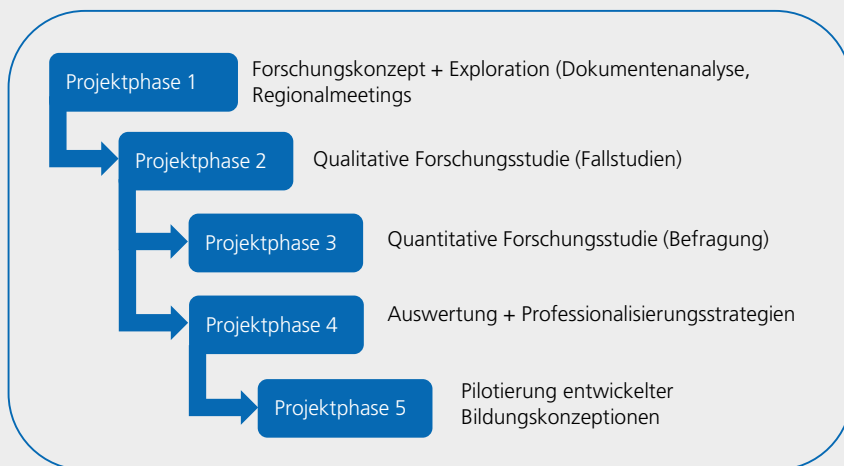 Projektphase 1
Forschungskonzept + Exploration (Dokumentenanalyse,
Regionalmeetings
Projektphase 2
Qualitative Forschungsstudie (Fallstudien)
Projektphase 3
Quantitative Forschungsstudie (Befragung)
Projektphase 4
Auswertung + Professionalisierungsstrategien
Projektphase 5
Pilotierung entwickelter
Bildungskonzeptionen